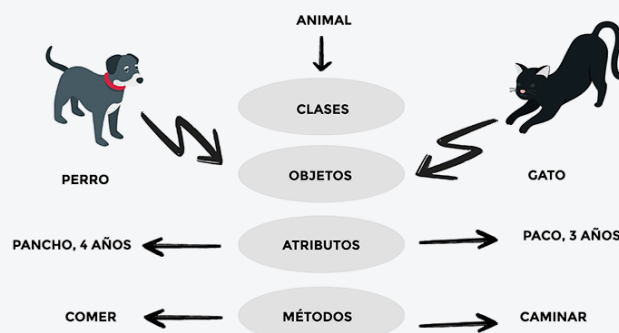 ANIMAL
CLASES
OBJETOS
PERRO
GATO
PANCHO, 4 AÑOS
ATRIBUTOS
PACO, 3 AÑOS
COMER
MÉTODOS
CAMINAR